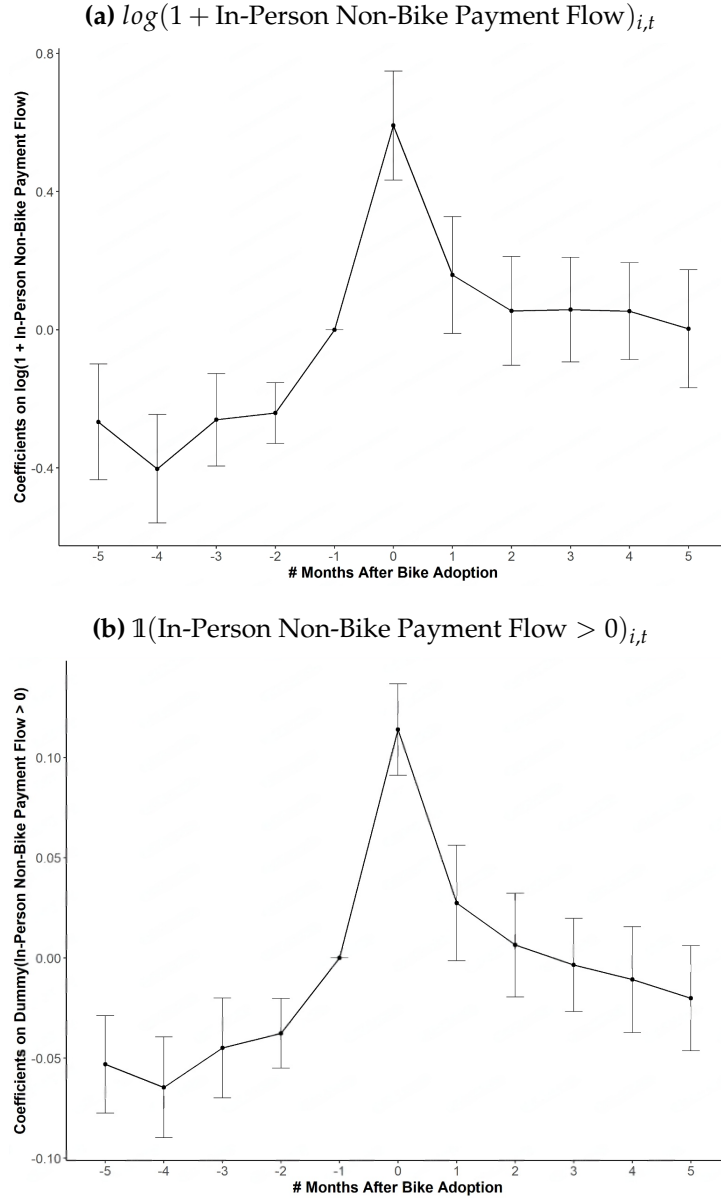 (a) log(1 + In-Person Non-Bike Payment Flow)i,t
Coefficients on log(1 + In-Person Non-Bike Payment Flow)
0.8
0.4
0.0
-0.4
-5 -4 -3 -2 -1 0 1 2 3 4 5
# Months After Bike Adoption
(b) 𝟙(In-Person Non-Bike Payment Flow > 0)i,t
Coefficients on Dummy(In-Person Non-Bike Payment Flow > 0)
0.10
0.05
0.00
-0.05
-0.10
-5 -4 -3 -2 -1 0 1 2 3 4 5
# Months After Bike Adoption